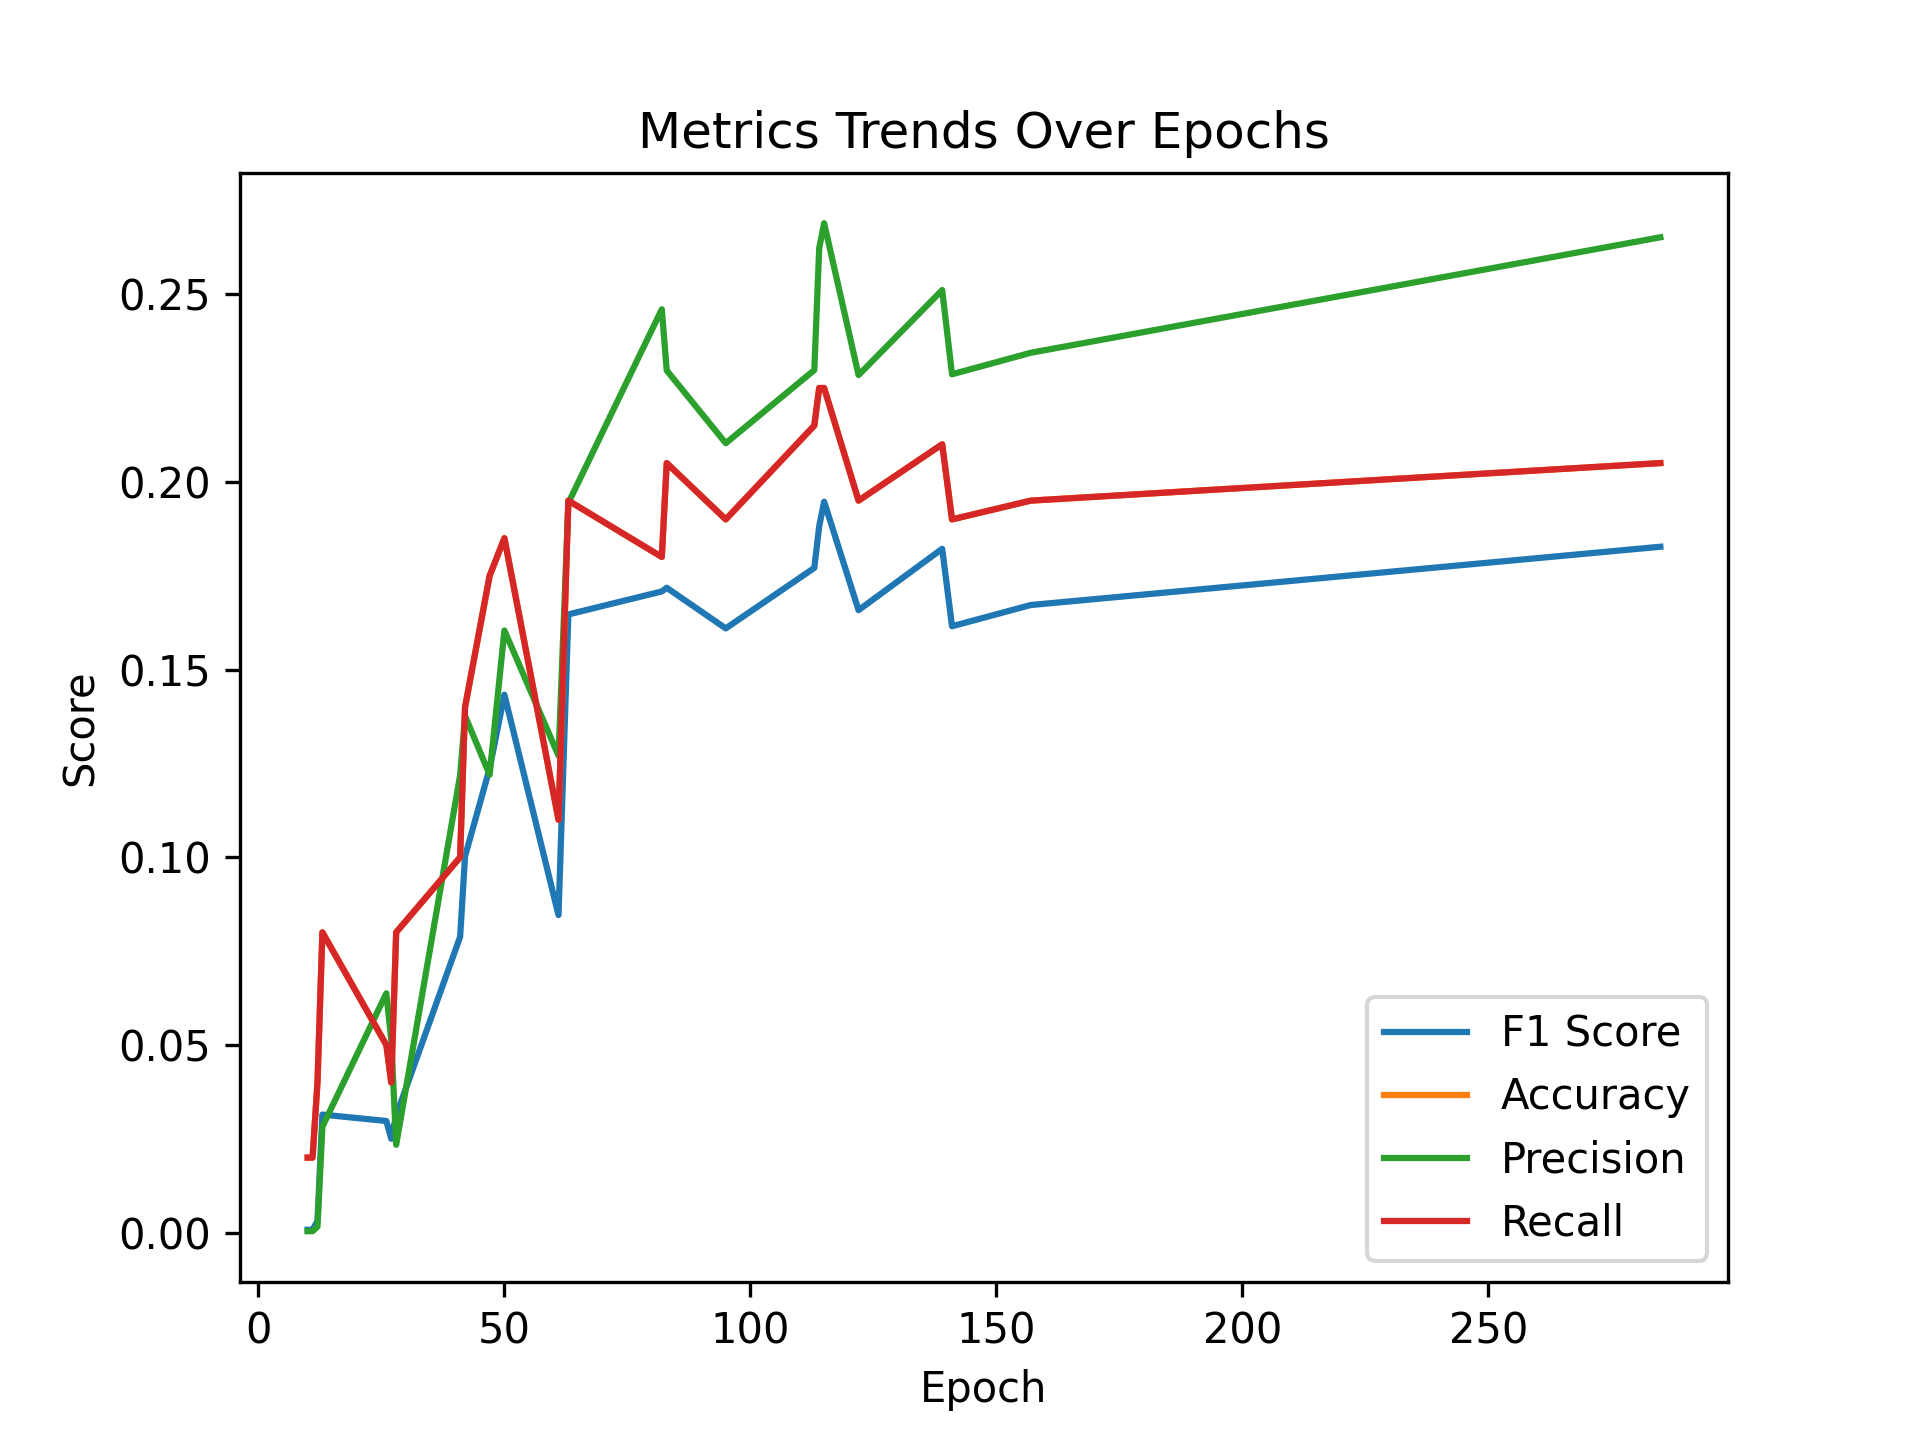 Metrics Trends Over Epochs
0.25
0.20
0.15
0.10
0.05
0.00
Score
F1 Score
Accuracy
Precision
Recall
0 50 100 150 200 250
Epoch